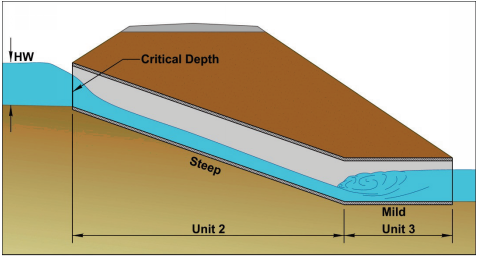 HW
Critical Depth
Steep
Mild
Unit 2
Unit 3